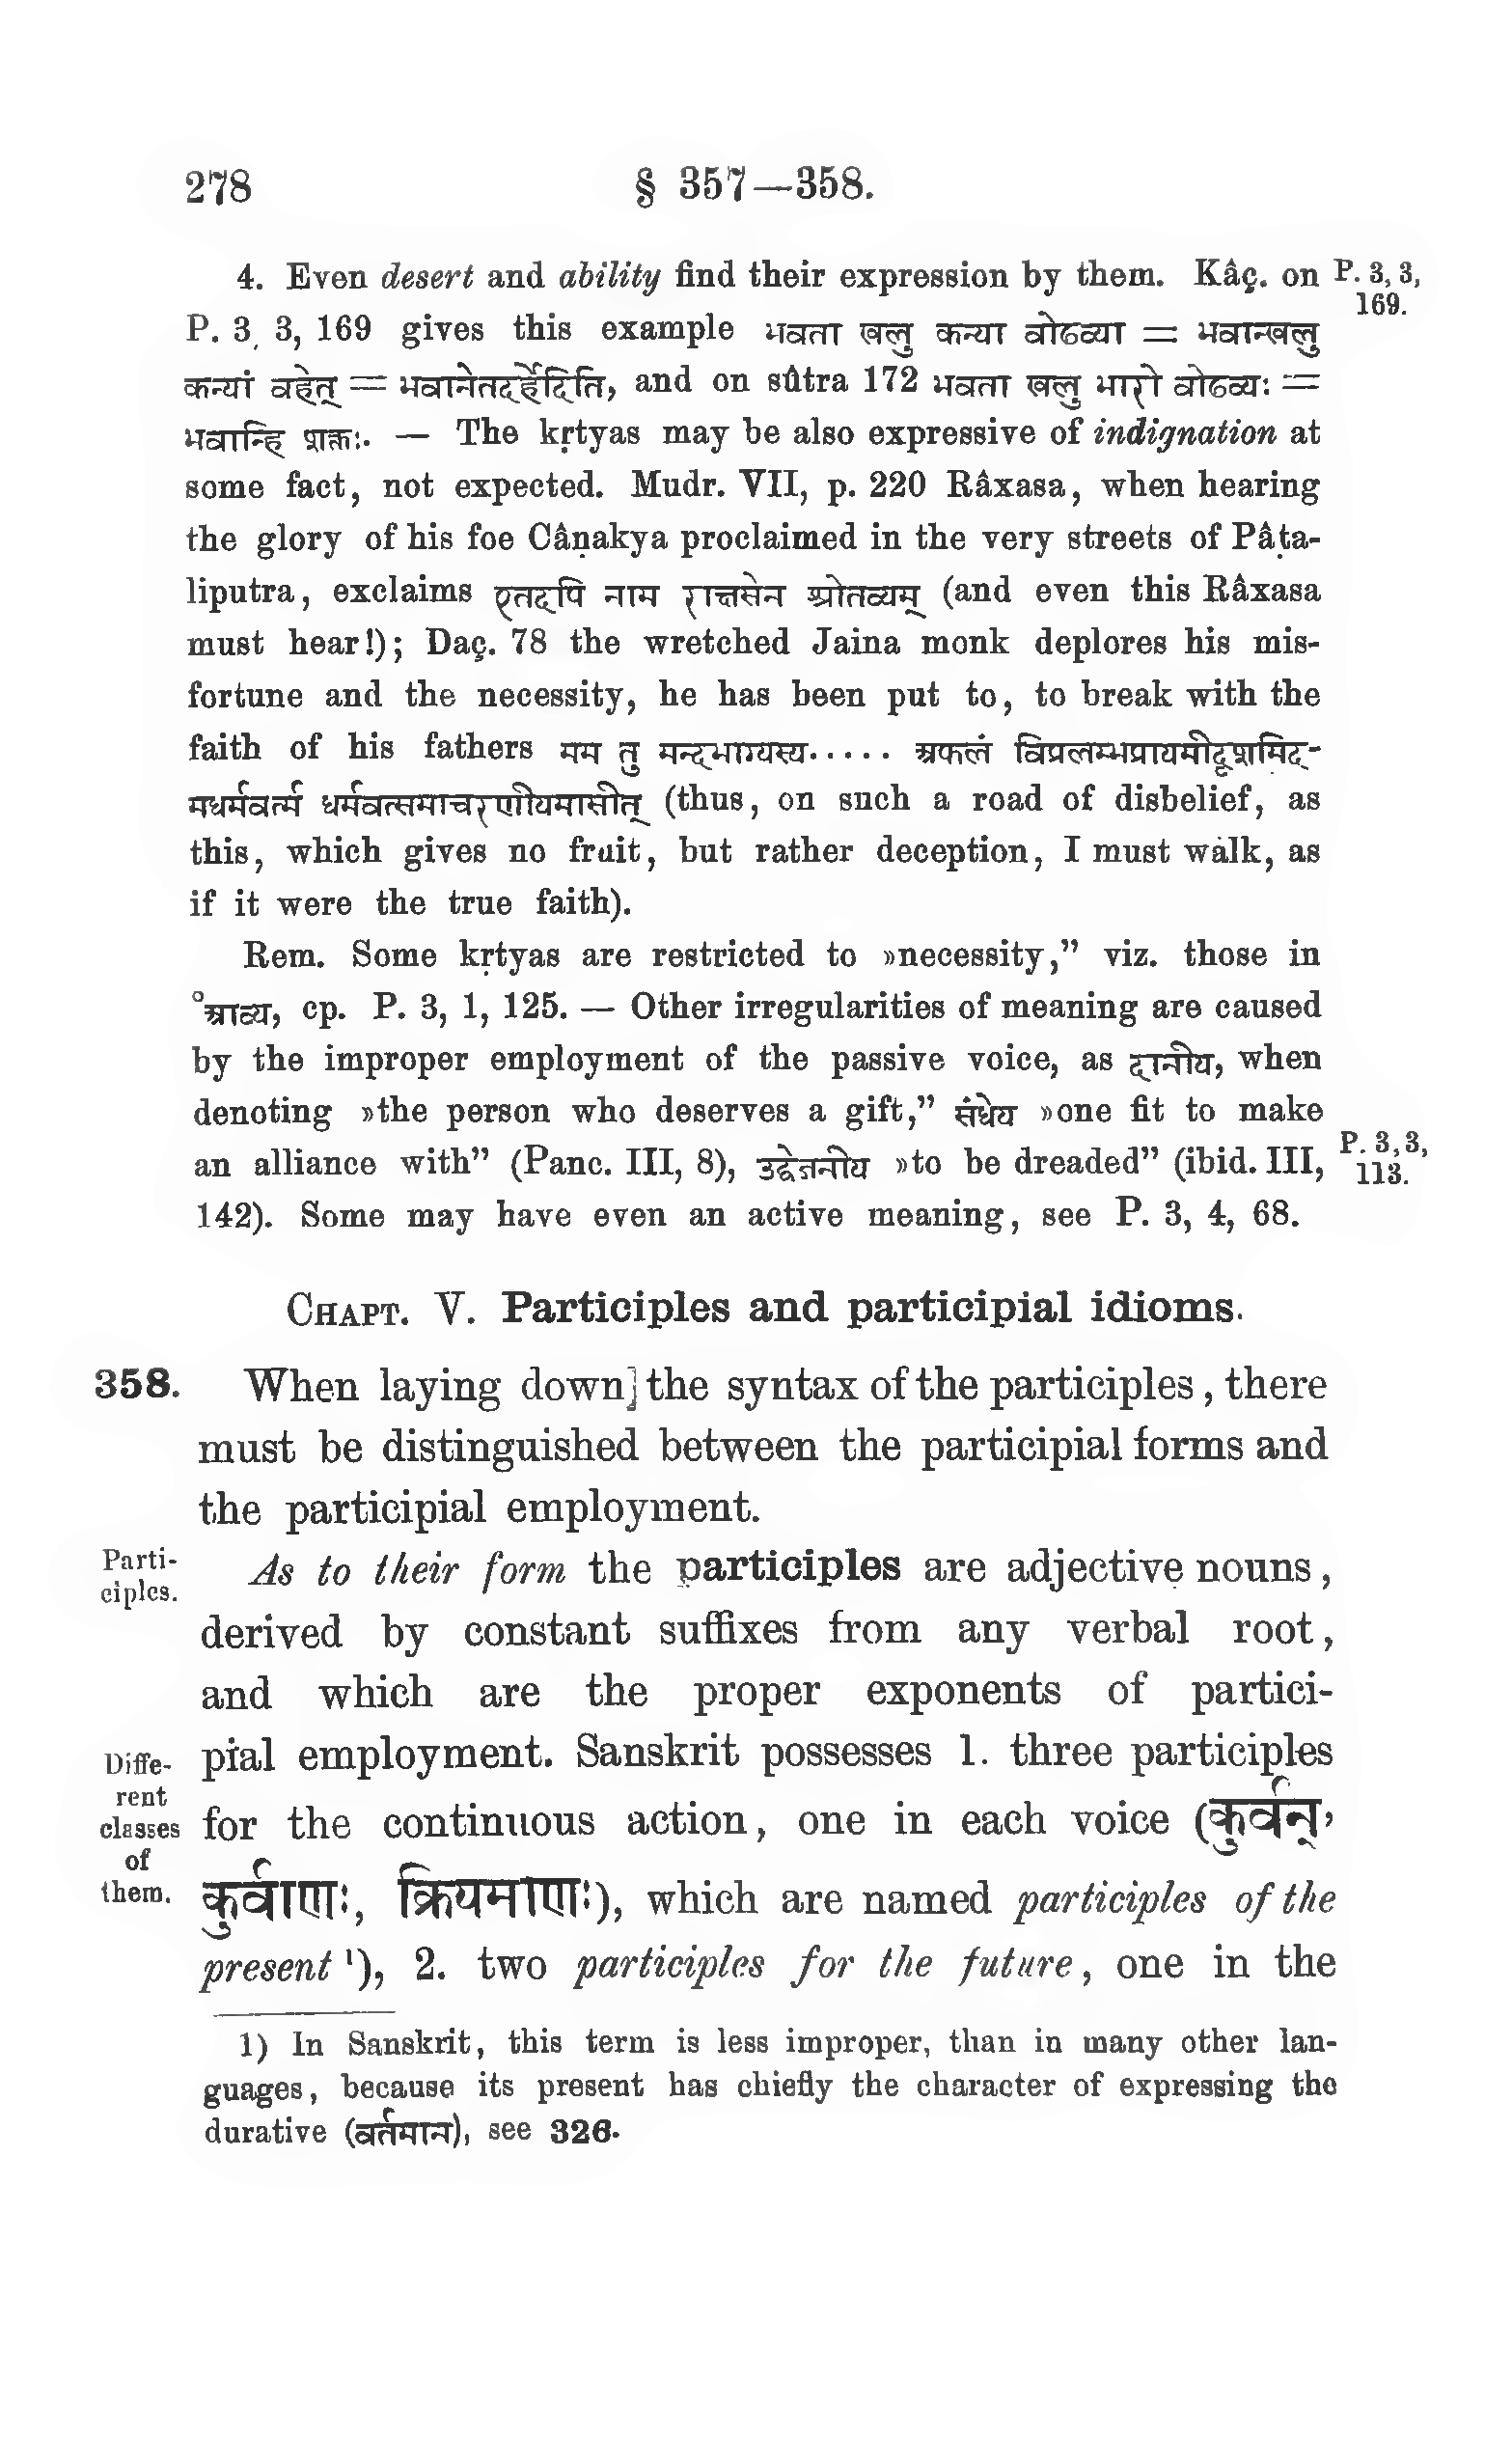 278 § 357—358.
4. Even desert and ability find their expression by them. Kâç. on P. 3, 3,
169.
P. 3, 3, 169 gives this example भवता खलु कन्या वोढव्या = भवान्खलु
कन्यां वहेत् = भवानेतदर्हेदिति, and on sûtra 172 भवता खलु भारो वोढव्यः =
भवान्हि शक्तः. — The kṛtyas may be also expressive of indignation at
some fact, not expected. Mudr. VII, p. 220 Râxasa, when hearing
the glory of his foe Câṇakya proclaimed in the very streets of Pâṭa-
liputra, exclaims एतदपि नाम राक्षसेन श्रोतव्यम् (and even this Râxasa
must hear!); Daç. 78 the wretched Jaina monk deplores his mis-
fortune and the necessity, he has been put to, to break with the
faith of his fathers मम तु मन्दभाग्यस्य..... अफलं विप्रलम्भप्रायमीदृशमिद-
मधर्मवर्त्म धर्मवत्समाचरणीयमासीत् (thus, on such a road of disbelief, as
this, which gives no fruit, but rather deception, I must walk, as
if it were the true faith).
Rem. Some kṛtyas are restricted to »necessity,” viz. those in
°आव्य, cp. P. 3, 1, 125. — Other irregularities of meaning are caused
by the improper employment of the passive voice, as दानीय, when
denoting »the person who deserves a gift,” संधेय »one fit to make
an alliance with” (Panc. III, 8), उद्वेजनीय »to be dreaded” (ibid. III,
P. 3, 3,
113.
142). Some may have even an active meaning, see P. 3, 4, 68.
CHAPT. V. Participles and participial idioms.
358. When laying down] the syntax of the participles, there
must be distinguished between the participial forms and
the participial employment.
Parti-
ciples.
As to their form the participles are adjective nouns,
derived by constant suffixes from any verbal root,
and which are the proper exponents of partici-
pial employment. Sanskrit possesses 1. three participles
Diffe-
rent
classes
of
them.
for the continuous action, one in each voice (कुर्वन्,
कुर्वाणः, क्रियमाणः), which are named participles of the
present ¹), 2. two participles for the future, one in the
1) In Sanskrit, this term is less improper, than in many other lan-
guages, because its present has chiefly the character of expressing the
durative (वर्तमान), see 326.